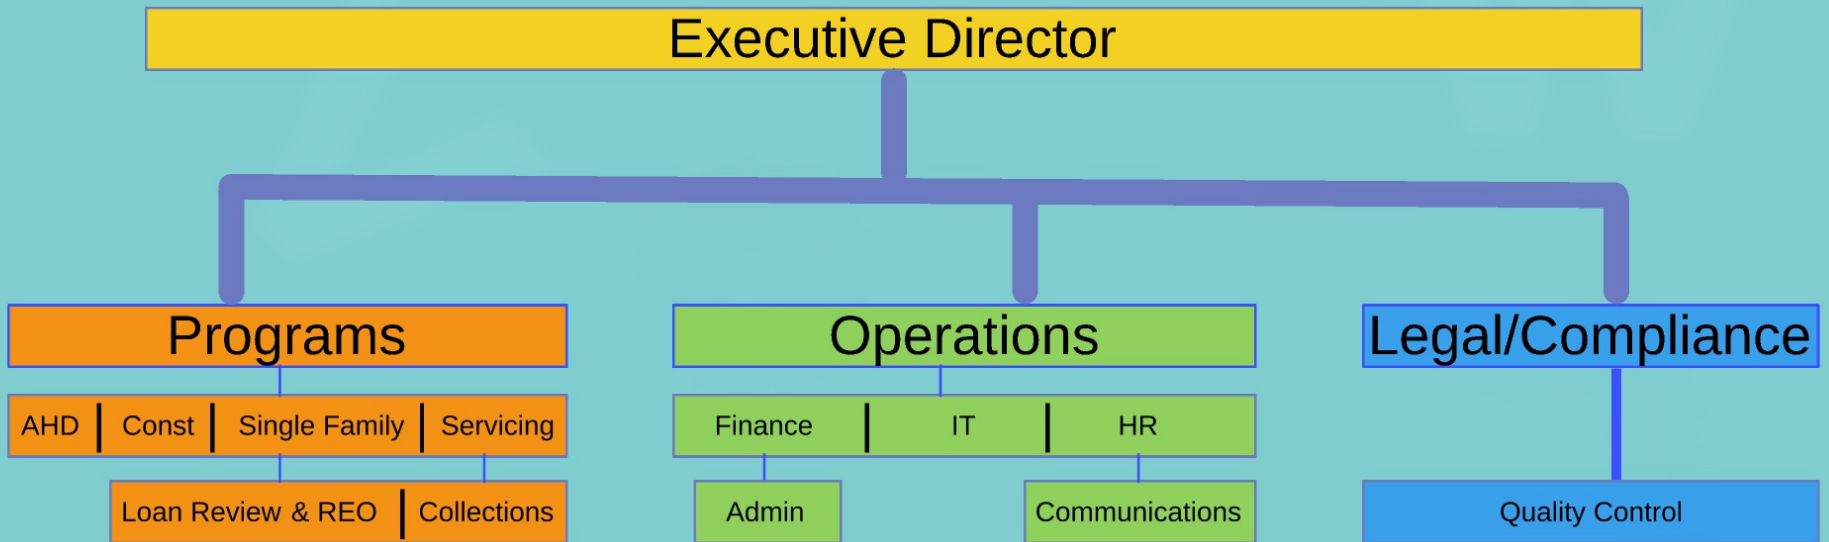 Executive Director
Programs Operations Legal/Compliance
AHD Const Single Family Servicing Finance IT HR
Loan Review & REO Collections Admin Communications Quality Control